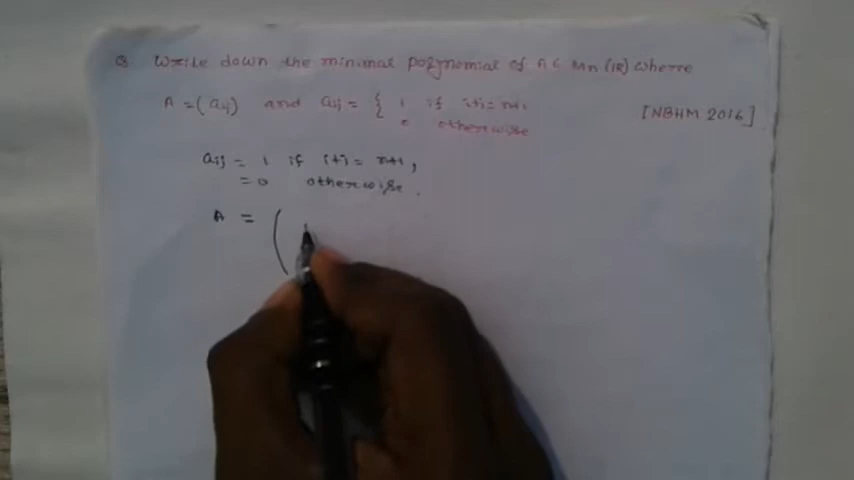 Q Write down the minimal polynomial of A ∈ Mn(IR) where
A = (aij) and aij = { 1 if i+j = n+1
0 otherwise [NBHM 2016]
aij = 1 if i+j = n+1,
= 0 otherwise.
A = (